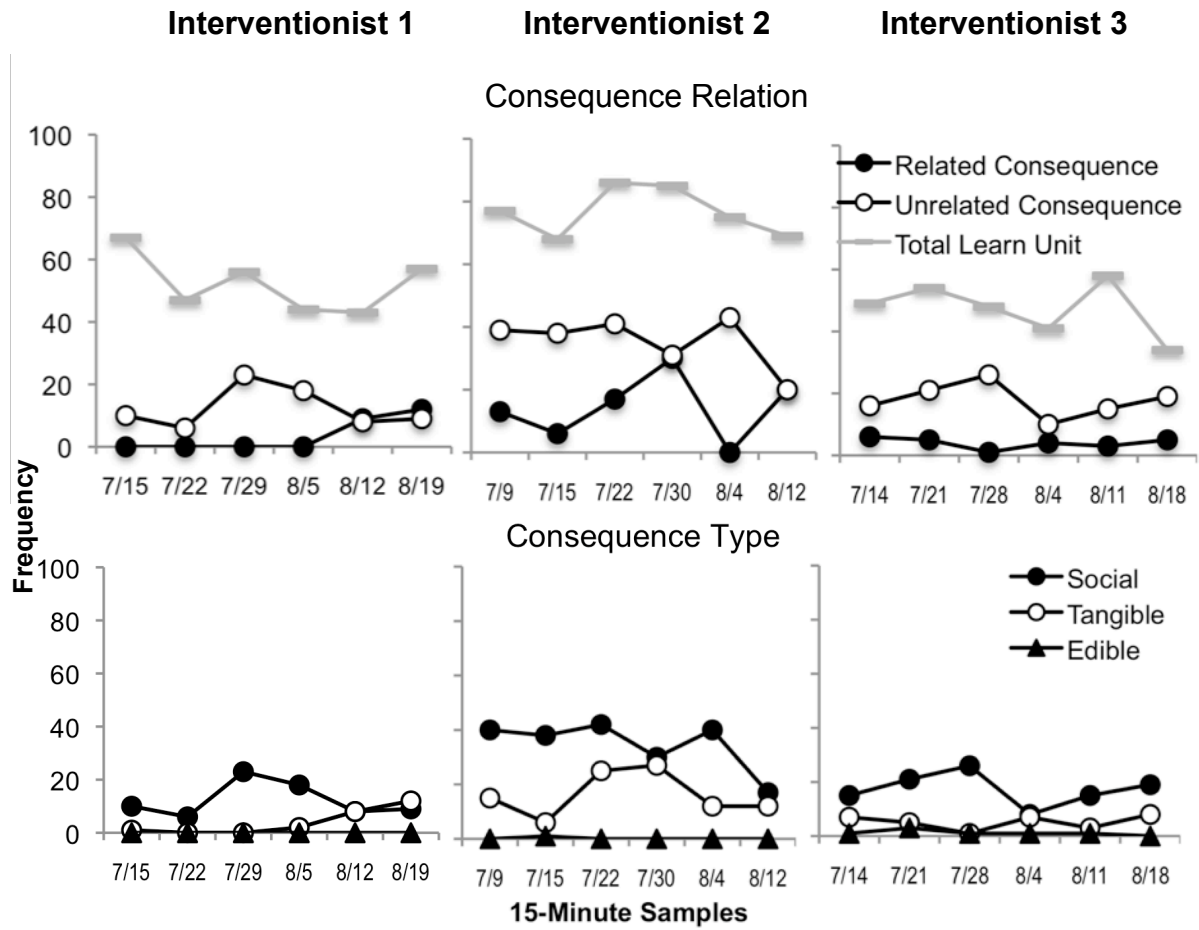 Interventionist 1 Interventionist 2 Interventionist 3
Consequence Relation
100
80
60
40
20
0
Related Consequence
Unrelated Consequence
Total Learn Unit
7/15 7/22 7/29 8/5 8/12 8/19
7/9 7/15 7/22 7/30 8/4 8/12
7/14 7/21 7/28 8/4 8/11 8/18
Frequency
Consequence Type
100
80
60
40
20
0
Social
Tangible
Edible
7/15 7/22 7/29 8/5 8/12 8/19
7/9 7/15 7/22 7/30 8/4 8/12
7/14 7/21 7/28 8/4 8/11 8/18
15-Minute Samples